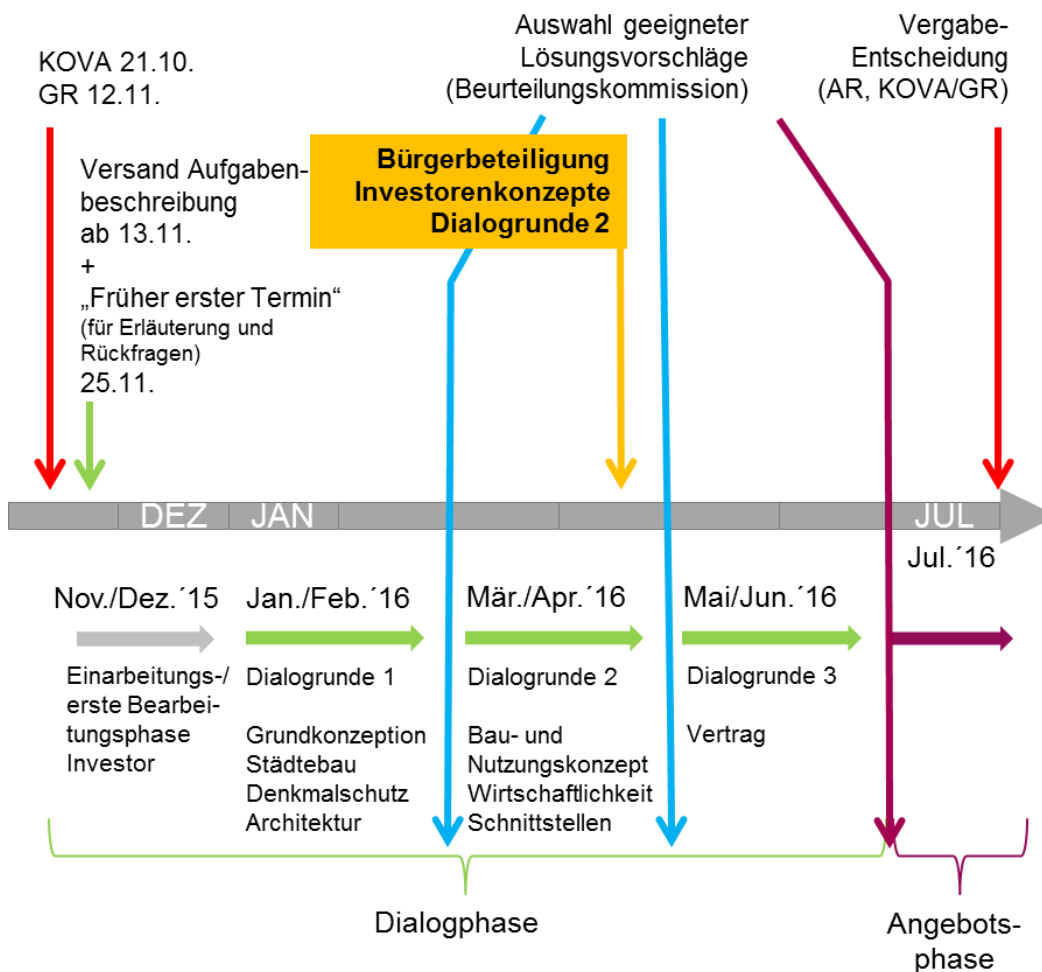 KOVA 21.10.
GR 12.11.
Versand Aufgaben-
beschreibung
ab 13.11.
+
„Früher erster Termin“
(für Erläuterung und
Rückfragen)
25.11.
Auswahl geeigneter
Lösungsvorschläge
(Beurteilungskommission)
Vergabe-
Entscheidung
(AR, KOVA/GR)
Bürgerbeteiligung
Investorenkonzepte
Dialogrunde 2
DEZ
JAN
JUL
Jul.´16
Nov./Dez.´15
Einarbeitungs-/
erste Bearbei-
tungsphase
Investor
Jan./Feb.´16
Dialogrunde 1
Grundkonzeption
Städtebau
Denkmalschutz
Architektur
Mär./Apr.´16
Dialogrunde 2
Bau- und
Nutzungskonzept
Wirtschaftlichkeit
Schnittstellen
Mai/Jun.´16
Dialogrunde 3
Vertrag
Dialogphase
Angebots-
phase